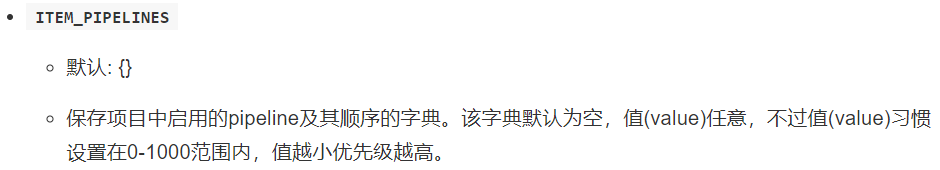 ITEM_PIPELINES
默认: {}
保存项目中启用的pipeline及其顺序的字典。该字典默认为空，值(value)任意，不过值(value)习惯
设置在0-1000范围内，值越小优先级越高。